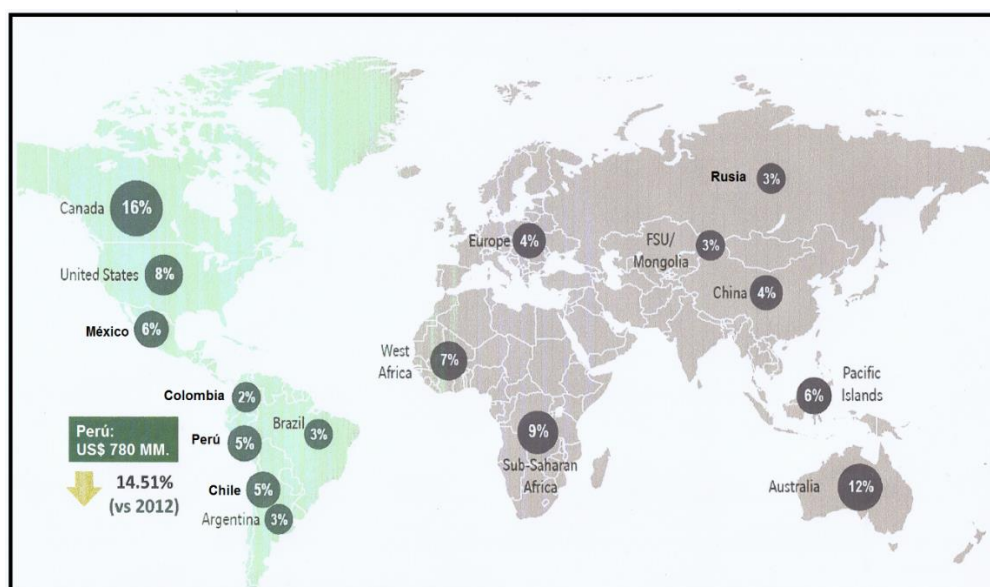 Canada
16%
United States
8%
México
6%
Colombia
2%
Brazil
3%
Perú
5%
Chile
5%
Argentina
3%
Perú:
US$ 780 MM.
14.51%
(vs 2012)
Europe
4%
West
Africa
7%
9%
Sub-Saharan
Africa
Rusia
3%
FSU/
Mongolia
3%
China
4%
Pacific
Islands
6%
Australia
12%